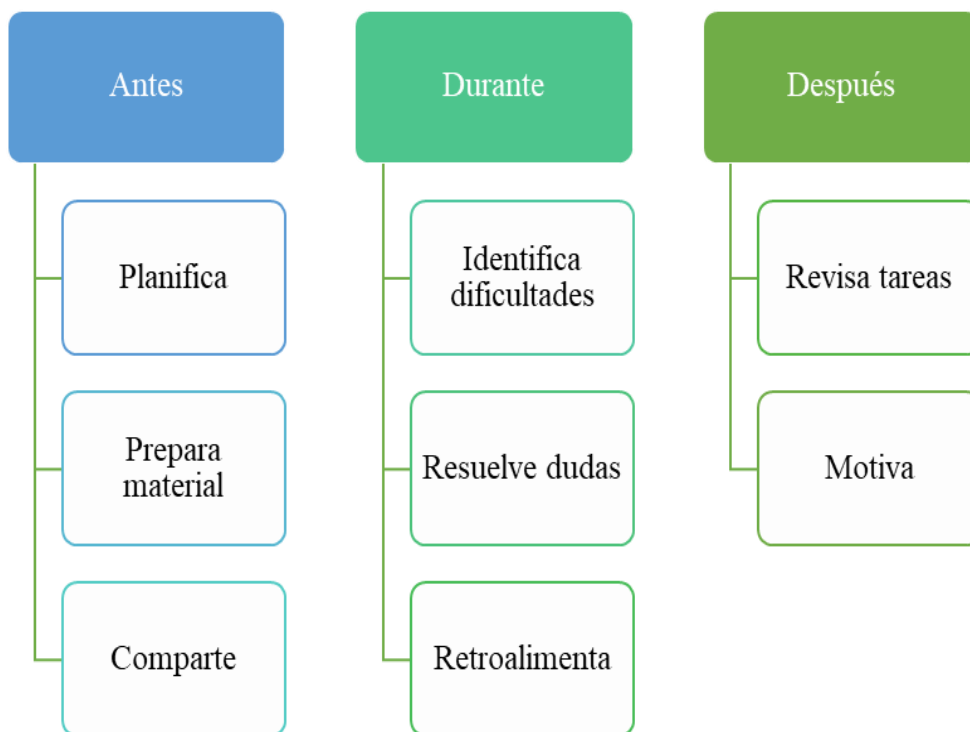 Antes
Planifica
Prepara
material
Comparte
Durante
Identifica
dificultades
Resuelve dudas
Retroalimenta
Después
Revisa tareas
Motiva